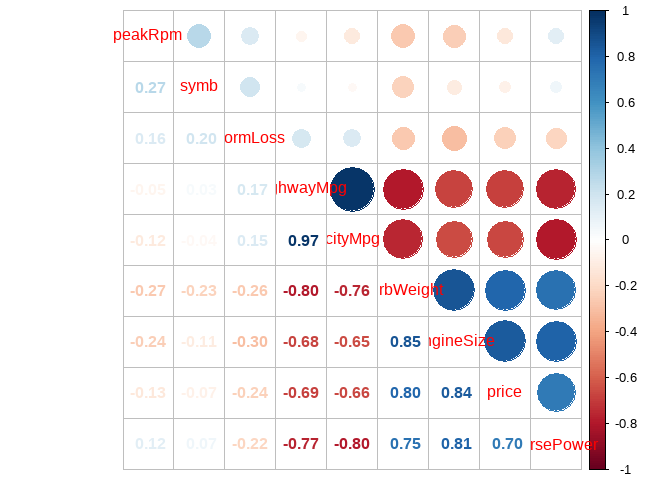 peakRpm
0.27 symb
0.16 0.20 ormLoss
-0.05 0.03 0.17 hwayMpg
-0.12 0.15 0.97 cityMpg
-0.27 -0.23 -0.26 -0.80 -0.76 rbWeight
-0.24 -0.11 -0.30 -0.68 -0.65 0.85 ngineSize
-0.13 -0.07 -0.24 -0.69 -0.66 0.80 0.84 price
0.12 0.07 -0.22 -0.77 -0.80 0.75 0.81 0.70 rsePower
1
0.8
0.6
0.4
0.2
0
-0.2
-0.4
-0.6
-0.8
-1